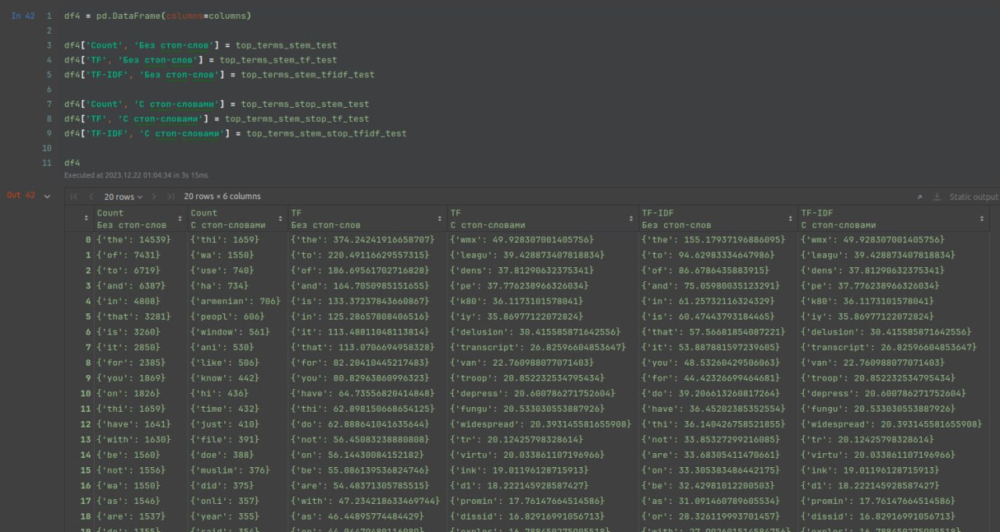 In 42 1 df4 = pd.DataFrame(columns=columns)
2
3 df4['Count', 'Без стоп-слов'] = top_terms_stem_test
4 df4['TF', 'Без стоп-слов'] = top_terms_stem_tf_test
5 df4['TF-IDF', 'Без стоп-слов'] = top_terms_stem_tfidf_test
6
7 df4['Count', 'С стоп-словами'] = top_terms_stop_stem_test
8 df4['TF', 'С стоп-словами'] = top_terms_stem_stop_tf_test
9 df4['TF-IDF', 'С стоп-словами'] = top_terms_stem_stop_tfidf_test
10
11 df4
Executed at 2023.12.22 01:04:34 in 3s 15ms
Out 42 20 rows 20 rows × 6 columns Static output
Count Count TF TF TF-IDF TF-IDF
Без стоп-слов С стоп-словами Без стоп-слов С стоп-словами Без стоп-слов С стоп-словами
0 {'the': 14539} {'thi': 1659} {'the': 374.24241916658707} {'wmx': 49.928307001405756} {'the': 155.17937196886095} {'wmx': 49.928307001405756}
1 {'of': 7431} {'wa': 1550} {'to': 220.49116629557315} {'leagu': 39.428873407818834} {'to': 94.62983334647986} {'leagu': 39.428873407818834}
2 {'to': 6719} {'use': 740} {'of': 186.69561702716828} {'dens': 37.81290632375341} {'of': 86.6786435883915} {'dens': 37.81290632375341}
3 {'and': 6387} {'ha': 734} {'and': 164.7050985151655} {'pe': 37.776238966326034} {'and': 75.05980035123291} {'pe': 37.776238966326034}
4 {'in': 4808} {'armenian': 706} {'is': 133.37237843660867} {'k80': 36.1173101578041} {'in': 61.25732116324329} {'k80': 36.1173101578041}
5 {'that': 3281} {'peopl': 606} {'in': 125.28657808406516} {'iy': 35.86977122072824} {'is': 60.47443793184465} {'iy': 35.86977122072824}
6 {'is': 3260} {'window': 561} {'it': 113.48811048113814} {'delusion': 30.415585871642556} {'that': 57.56681854087221} {'delusion': 30.415585871642556}
7 {'it': 2850} {'ani': 530} {'that': 113.0706694958328} {'transcript': 26.82596604853647} {'it': 53.887881597239605} {'transcript': 26.82596604853647}
8 {'for': 2385} {'like': 506} {'for': 82.20410445217483} {'van': 22.760988077071403} {'you': 48.53260429506063} {'van': 22.760988077071403}
9 {'you': 1869} {'know': 442} {'you': 80.82963860996323} {'troop': 20.852232534795434} {'for': 44.42326699464681} {'troop': 20.852232534795434}
10 {'on': 1826} {'hi': 436} {'have': 64.73556820414848} {'depress': 20.600786271752604} {'do': 39.206613260817264} {'depress': 20.600786271752604}
11 {'thi': 1659} {'time': 432} {'thi': 62.898150668654125} {'fungu': 20.533030553887926} {'have': 36.45202385352554} {'fungu': 20.533030553887926}
12 {'have': 1641} {'just': 410} {'do': 62.888641041635644} {'widespread': 20.393145581655908} {'thi': 36.140426758521855} {'widespread': 20.393145581655908}
13 {'with': 1630} {'file': 391} {'not': 56.45083238880808} {'tr': 20.12425798328614} {'not': 33.85327299216085} {'tr': 20.12425798328614}
14 {'be': 1560} {'doe': 388} {'on': 56.14430084152182} {'virtu': 20.033861107196966} {'are': 33.68305411470661} {'virtu': 20.033861107196966}
15 {'not': 1556} {'muslim': 376} {'be': 55.086139536824746} {'ink': 19.01196128715913} {'on': 33.305383486442175} {'ink': 19.01196128715913}
16 {'wa': 1550} {'did': 375} {'are': 54.48371305785515} {'d1': 18.222145928587427} {'be': 32.42981012200503} {'d1': 18.222145928587427}
17 {'as': 1546} {'onli': 357} {'with': 47.234218633469744} {'promin': 17.76147664514586} {'as': 31.091460789605534} {'promin': 17.76147664514586}
18 {'are': 1537} {'year': 355} {'as': 46.44895774484429} {'dissid': 16.82916991056713} {'or': 28.326119993701457} {'dissid': 16.82916991056713}